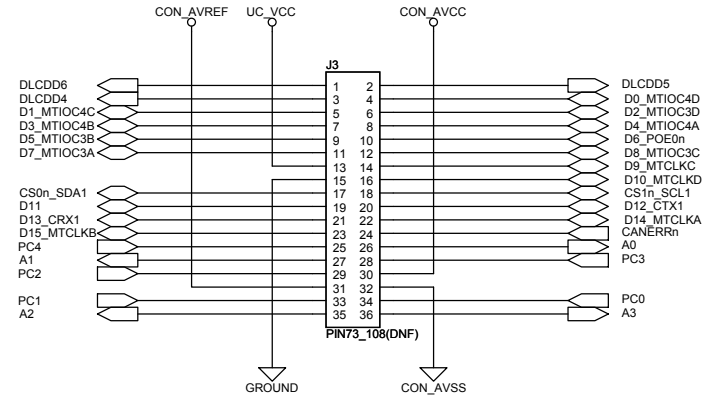 CON_AVREF UC_VCC CON_AVCC
J3
DLCDD6 1 2 DLCDD5
DLCDD4 3 4 D0_MTIOC4D
D1_MTIOC4C 5 6 D2_MTIOC3D
D3_MTIOC4B 7 8 D4_MTIOC4A
D5_MTIOC3B 9 10 D6_POE0n
D7_MTIOC3A 11 12 D8_MTIOC3C
13 14 D9_MTCLKC
15 16 D10_MTCLKD
CS0n_SDA1 17 18 CS1n_SCL1
D11 19 20 D12_CTX1
D13_CRX1 21 22 D14_MTCLKA
D15_MTCLKB 23 24 CANERRn
PC4 25 26 A0
A1 27 28 PC3
PC2 29 30
31 32
PC1 33 34 PC0
A2 35 36 A3
PIN73_108(DNF)
GROUND CON_AVSS